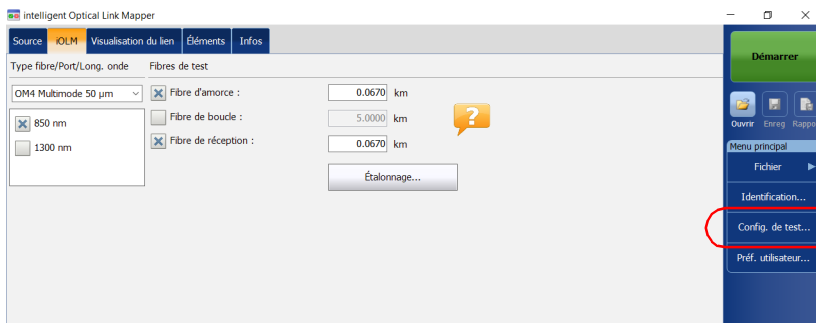 intelligent Optical Link Mapper
Source iOLM Visualisation du lien Éléments Infos
Type fibre/Port/Long. onde Fibres de test
OM4 Multimode 50 µm
850 nm
1300 nm
Fibre d'amorce : 0.0670 km
Fibre de boucle : 5.0000 km
Fibre de réception : 0.0670 km
?
Étalonnage...
Démarrer
Ouvrir Enreg Rappo
Menu principal
Fichier
Identification...
Config. de test...
Préf. utilisateur...